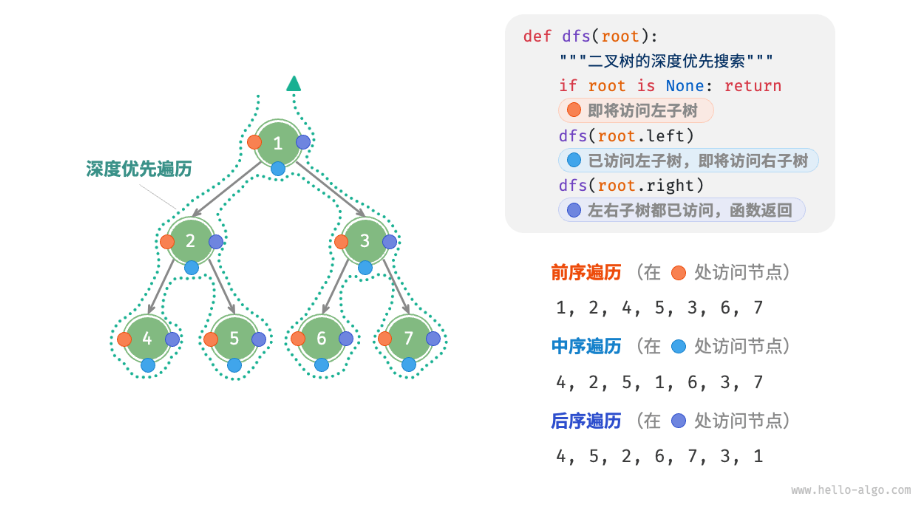 深度优先遍历
1
2
3
4
5
6
7
def dfs(root):
"""二叉树的深度优先搜索"""
if root is None: return
即将访问左子树
dfs(root.left)
已访问左子树，即将访问右子树
dfs(root.right)
左右子树都已访问，函数返回
前序遍历（在 处访问节点）
1, 2, 4, 5, 3, 6, 7
中序遍历（在 处访问节点）
4, 2, 5, 1, 6, 3, 7
后序遍历（在 处访问节点）
4, 5, 2, 6, 7, 3, 1
www.hello-algo.com